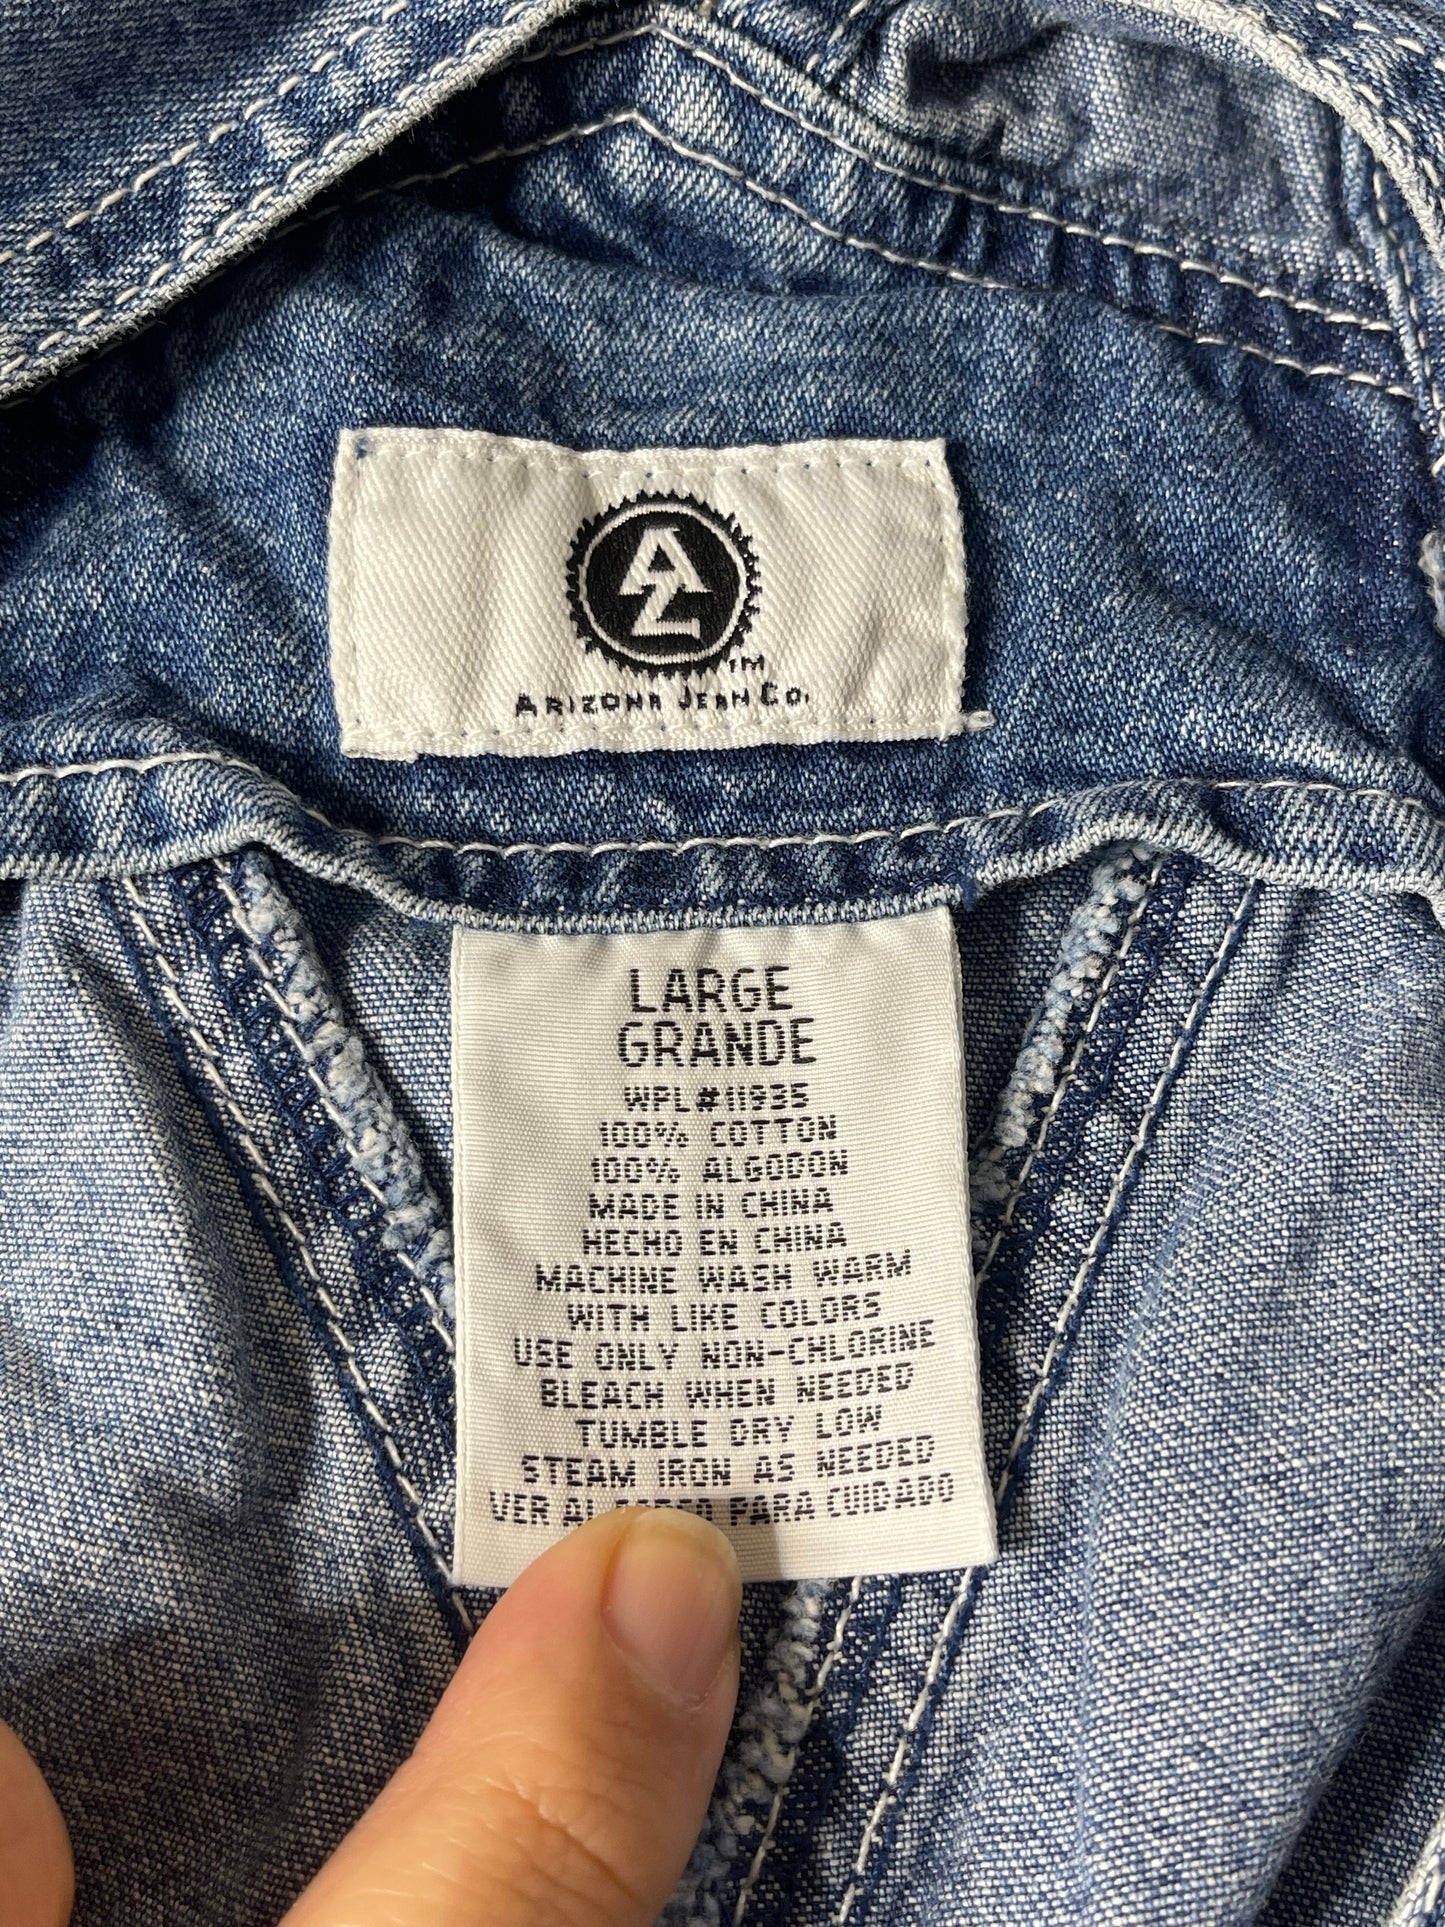 AZ
TM
ARIZONA JEAN CO.
LARGE
GRANDE
WPL#11935
100% COTTON
100% ALGODON
MADE IN CHINA
HECHO EN CHINA
MACHINE WASH WARM
WITH LIKE COLORS
USE ONLY NON-CHLORINE
BLEACH WHEN NEEDED
TUMBLE DRY LOW
STEAM IRON AS NEEDED
VER AL PARA CUIDADO